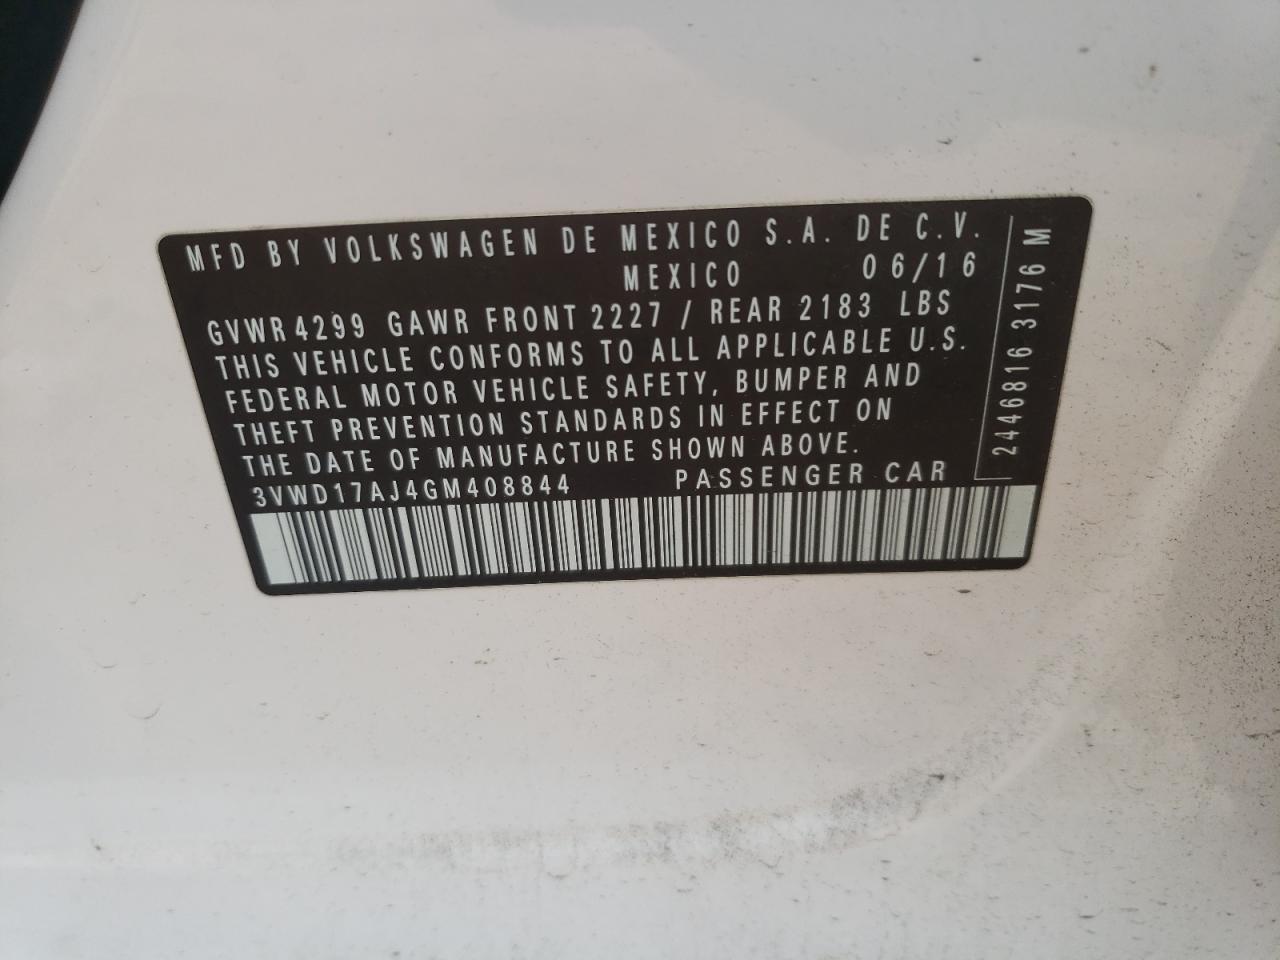 MFD BY VOLKSWAGEN DE MEXICO S.A. DE C.V.
MEXICO 06/16
GVWR 4299 GAWR FRONT 2227 / REAR 2183 LBS
THIS VEHICLE CONFORMS TO ALL APPLICABLE U.S.
FEDERAL MOTOR VEHICLE SAFETY, BUMPER AND
THEFT PREVENTION STANDARDS IN EFFECT ON
THE DATE OF MANUFACTURE SHOWN ABOVE.
3VWD17AJ4GM408844 PASSENGER CAR
2446816 3176 M